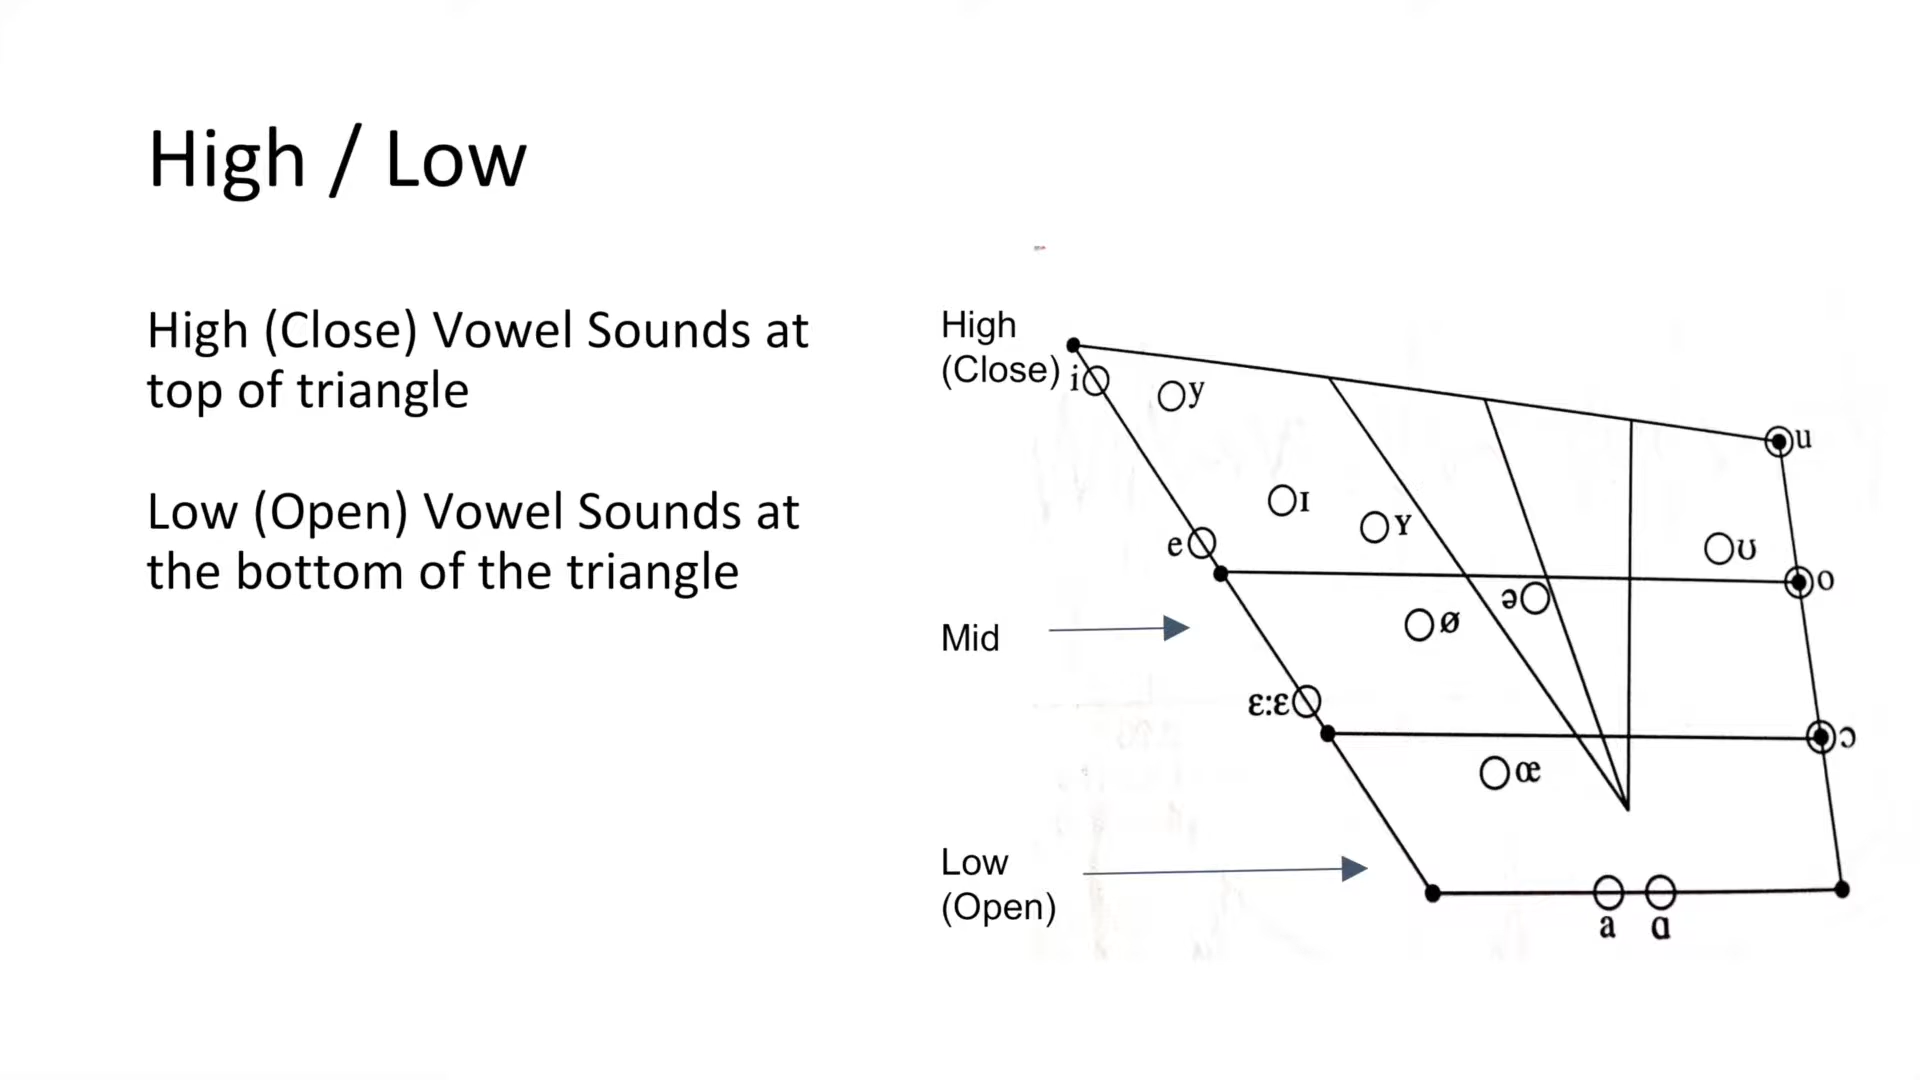 High / Low
High (Close) Vowel Sounds at
top of triangle
Low (Open) Vowel Sounds at
the bottom of the triangle
High
(Close)
i
y
u
ɪ
ʏ
ʊ
e
o
ə
ø
Mid
ɛ:ɛ
ɔ
œ
Low
(Open)
a ɑ